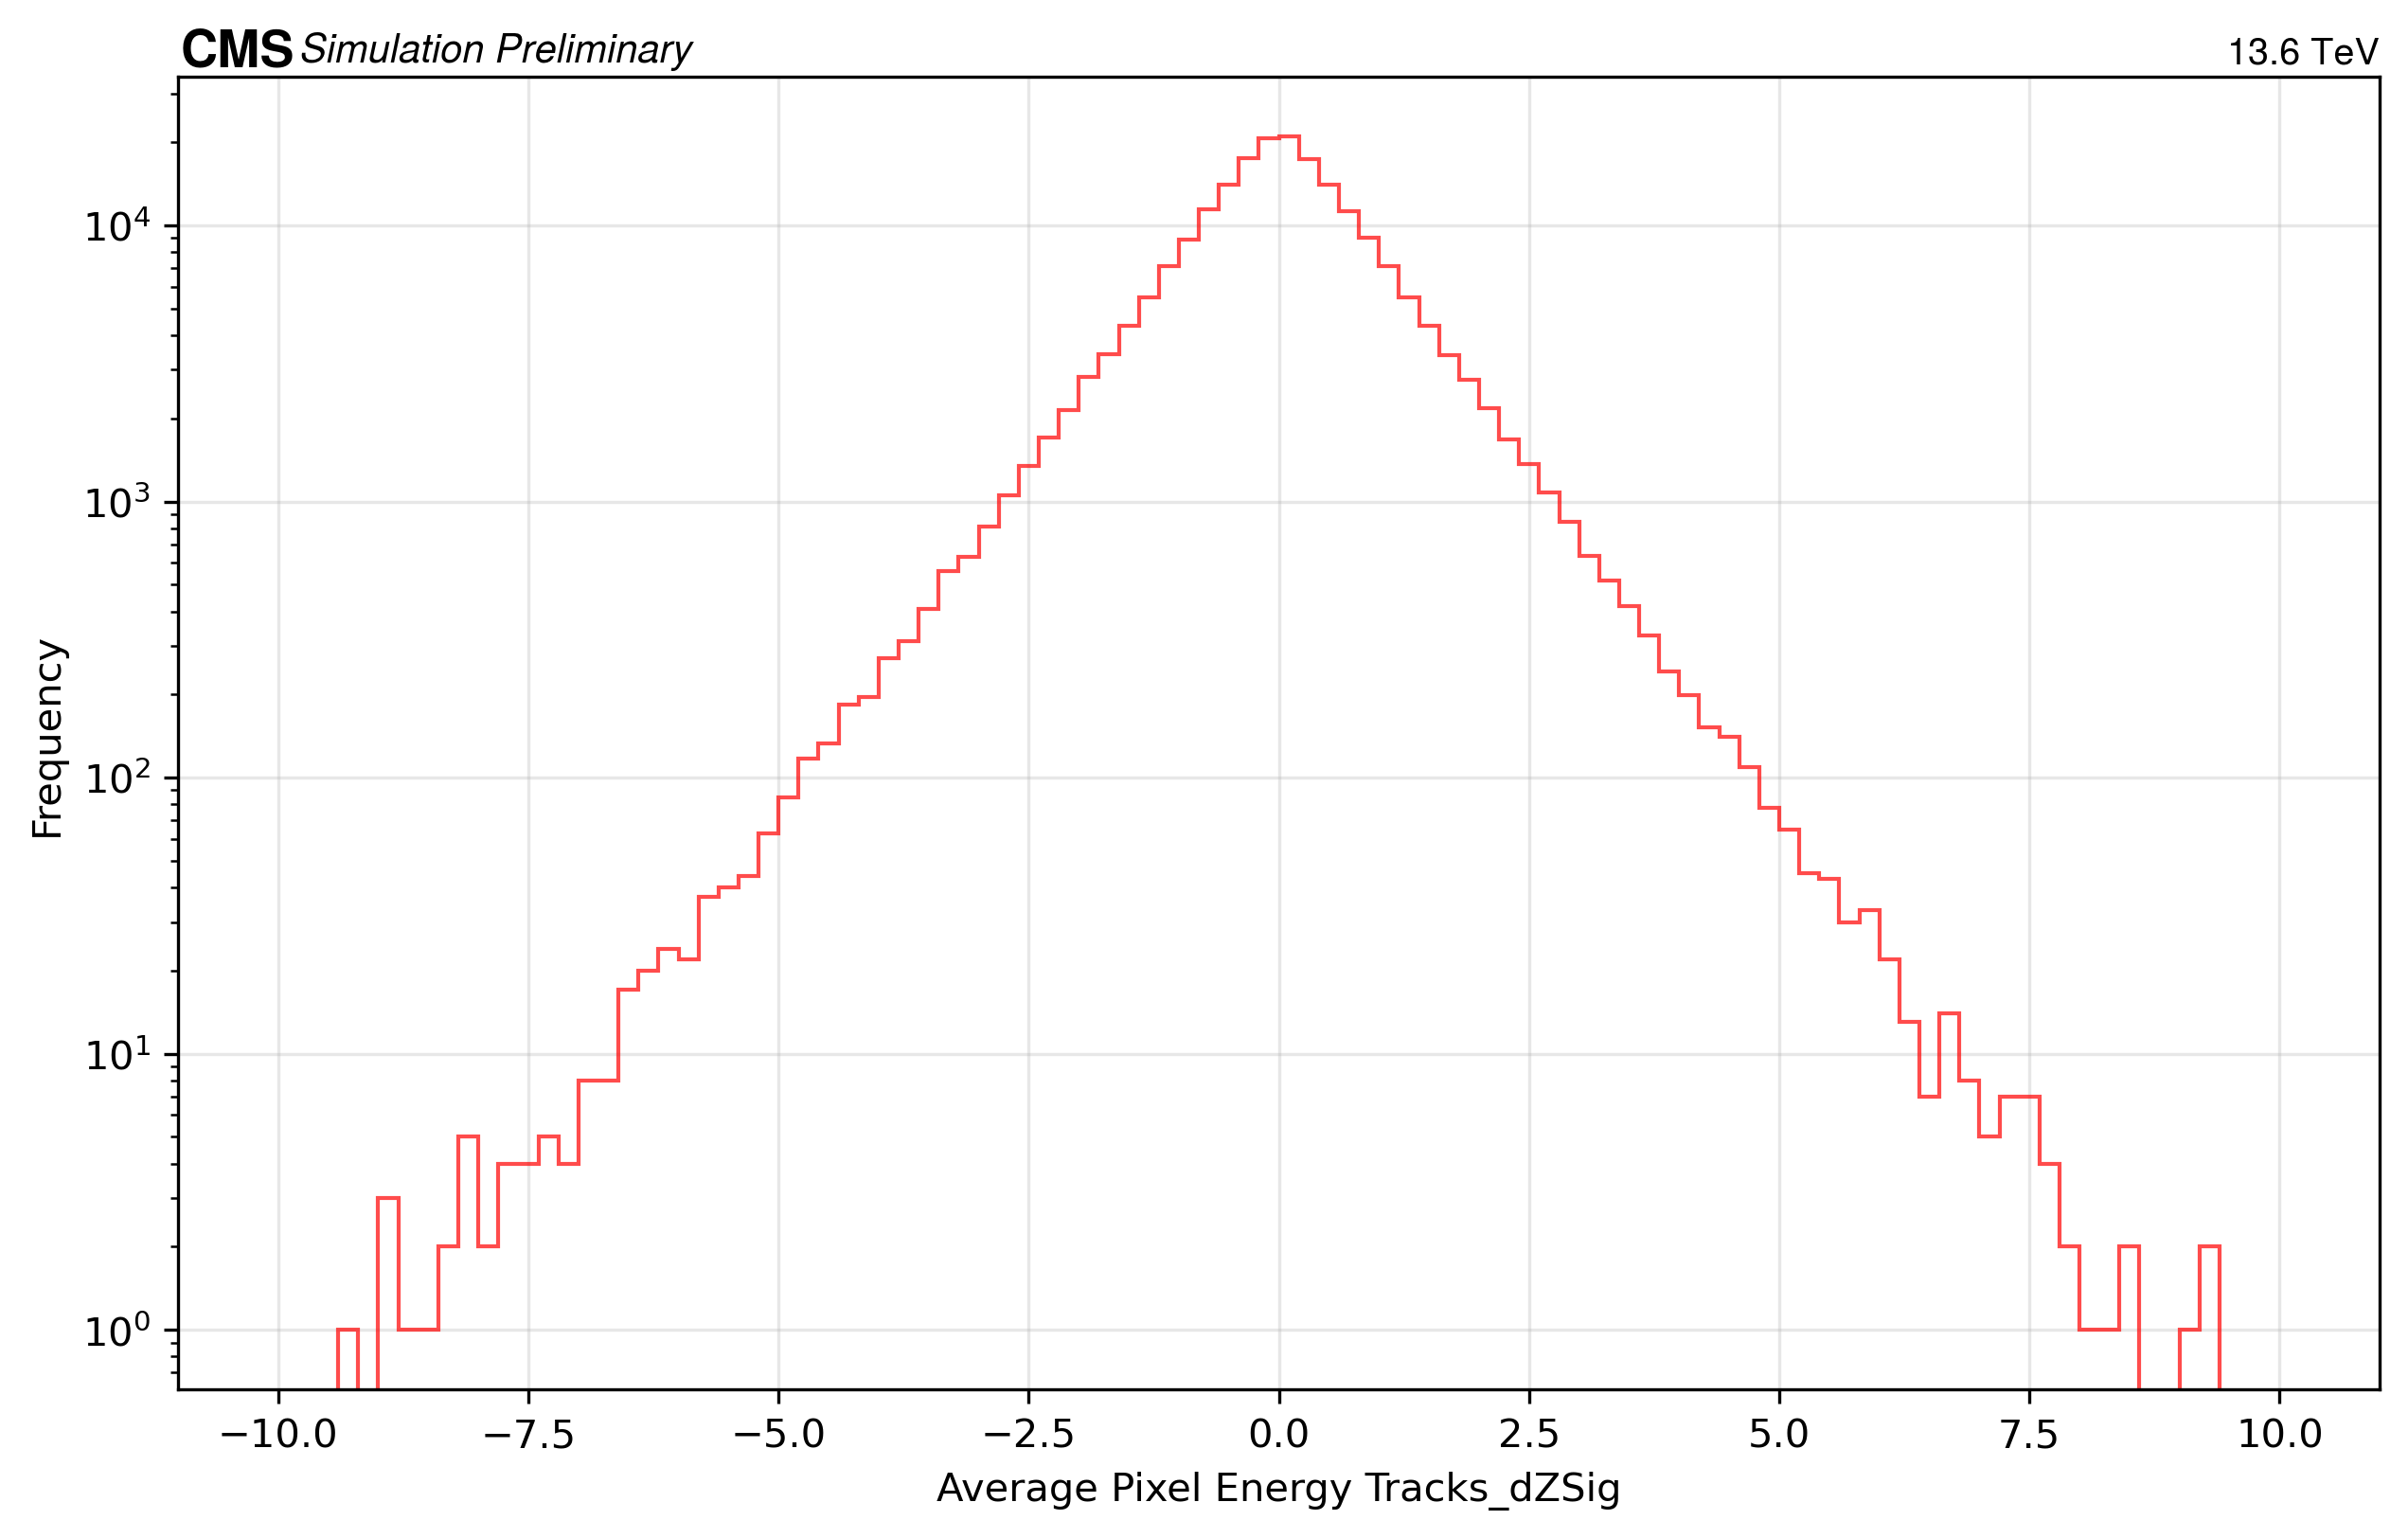 CMS Simulation Preliminary 13.6 TeV
10⁴
10³
10²
10¹
10⁰
Frequency
−10.0 −7.5 −5.0 −2.5 0.0 2.5 5.0 7.5 10.0
Average Pixel Energy Tracks_dZSig